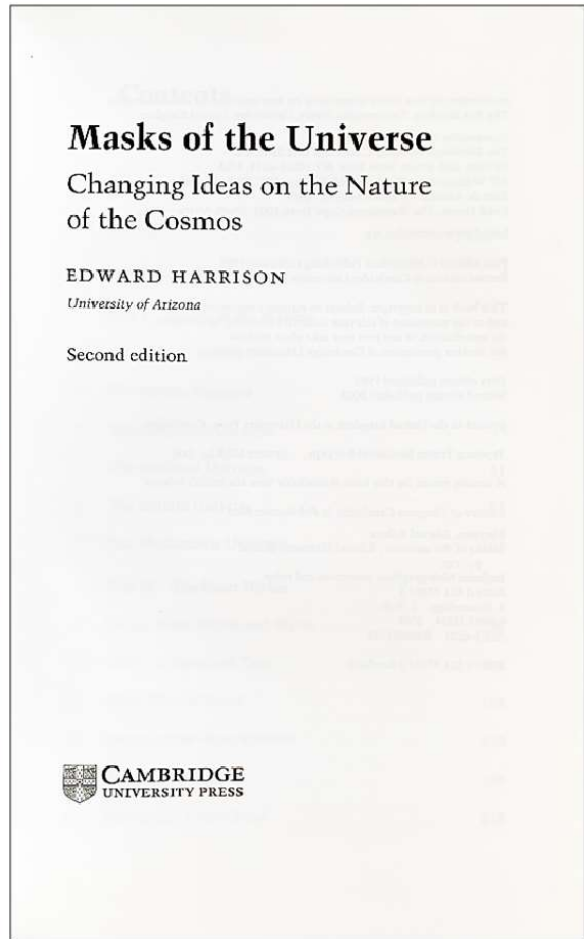 Masks of the Universe
Changing Ideas on the Nature
of the Cosmos
EDWARD HARRISON
University of Arizona
Second edition
CAMBRIDGE
UNIVERSITY PRESS